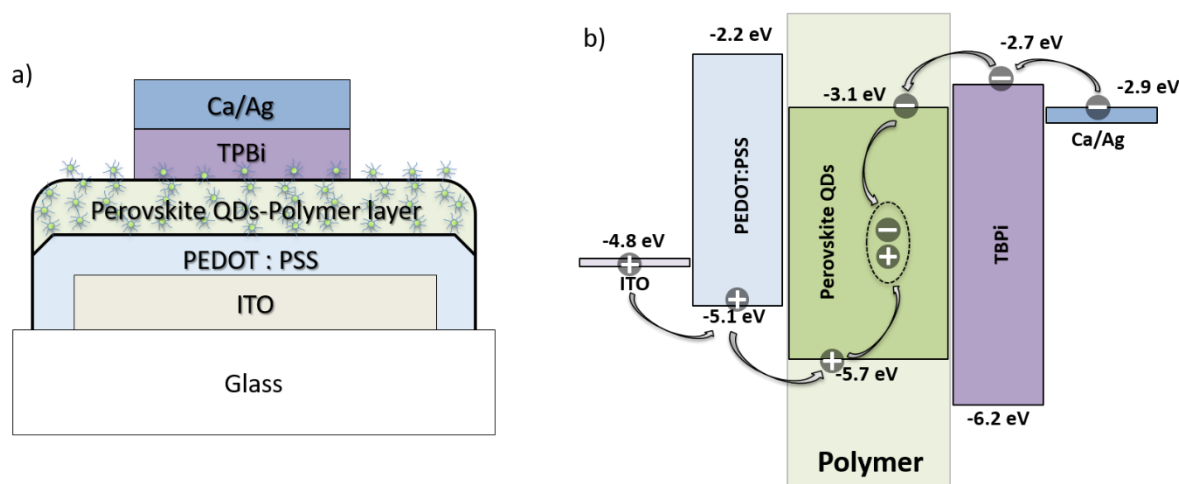 a)
Ca/Ag
TPBi
Perovskite QDs-Polymer layer
PEDOT : PSS
ITO
Glass
b)
-2.2 eV
-2.7 eV
-3.1 eV
-2.9 eV
Ca/Ag
PEDOT:PSS
Perovskite QDs
TBPi
-4.8 eV
ITO
-5.1 eV
-5.7 eV
-6.2 eV
Polymer